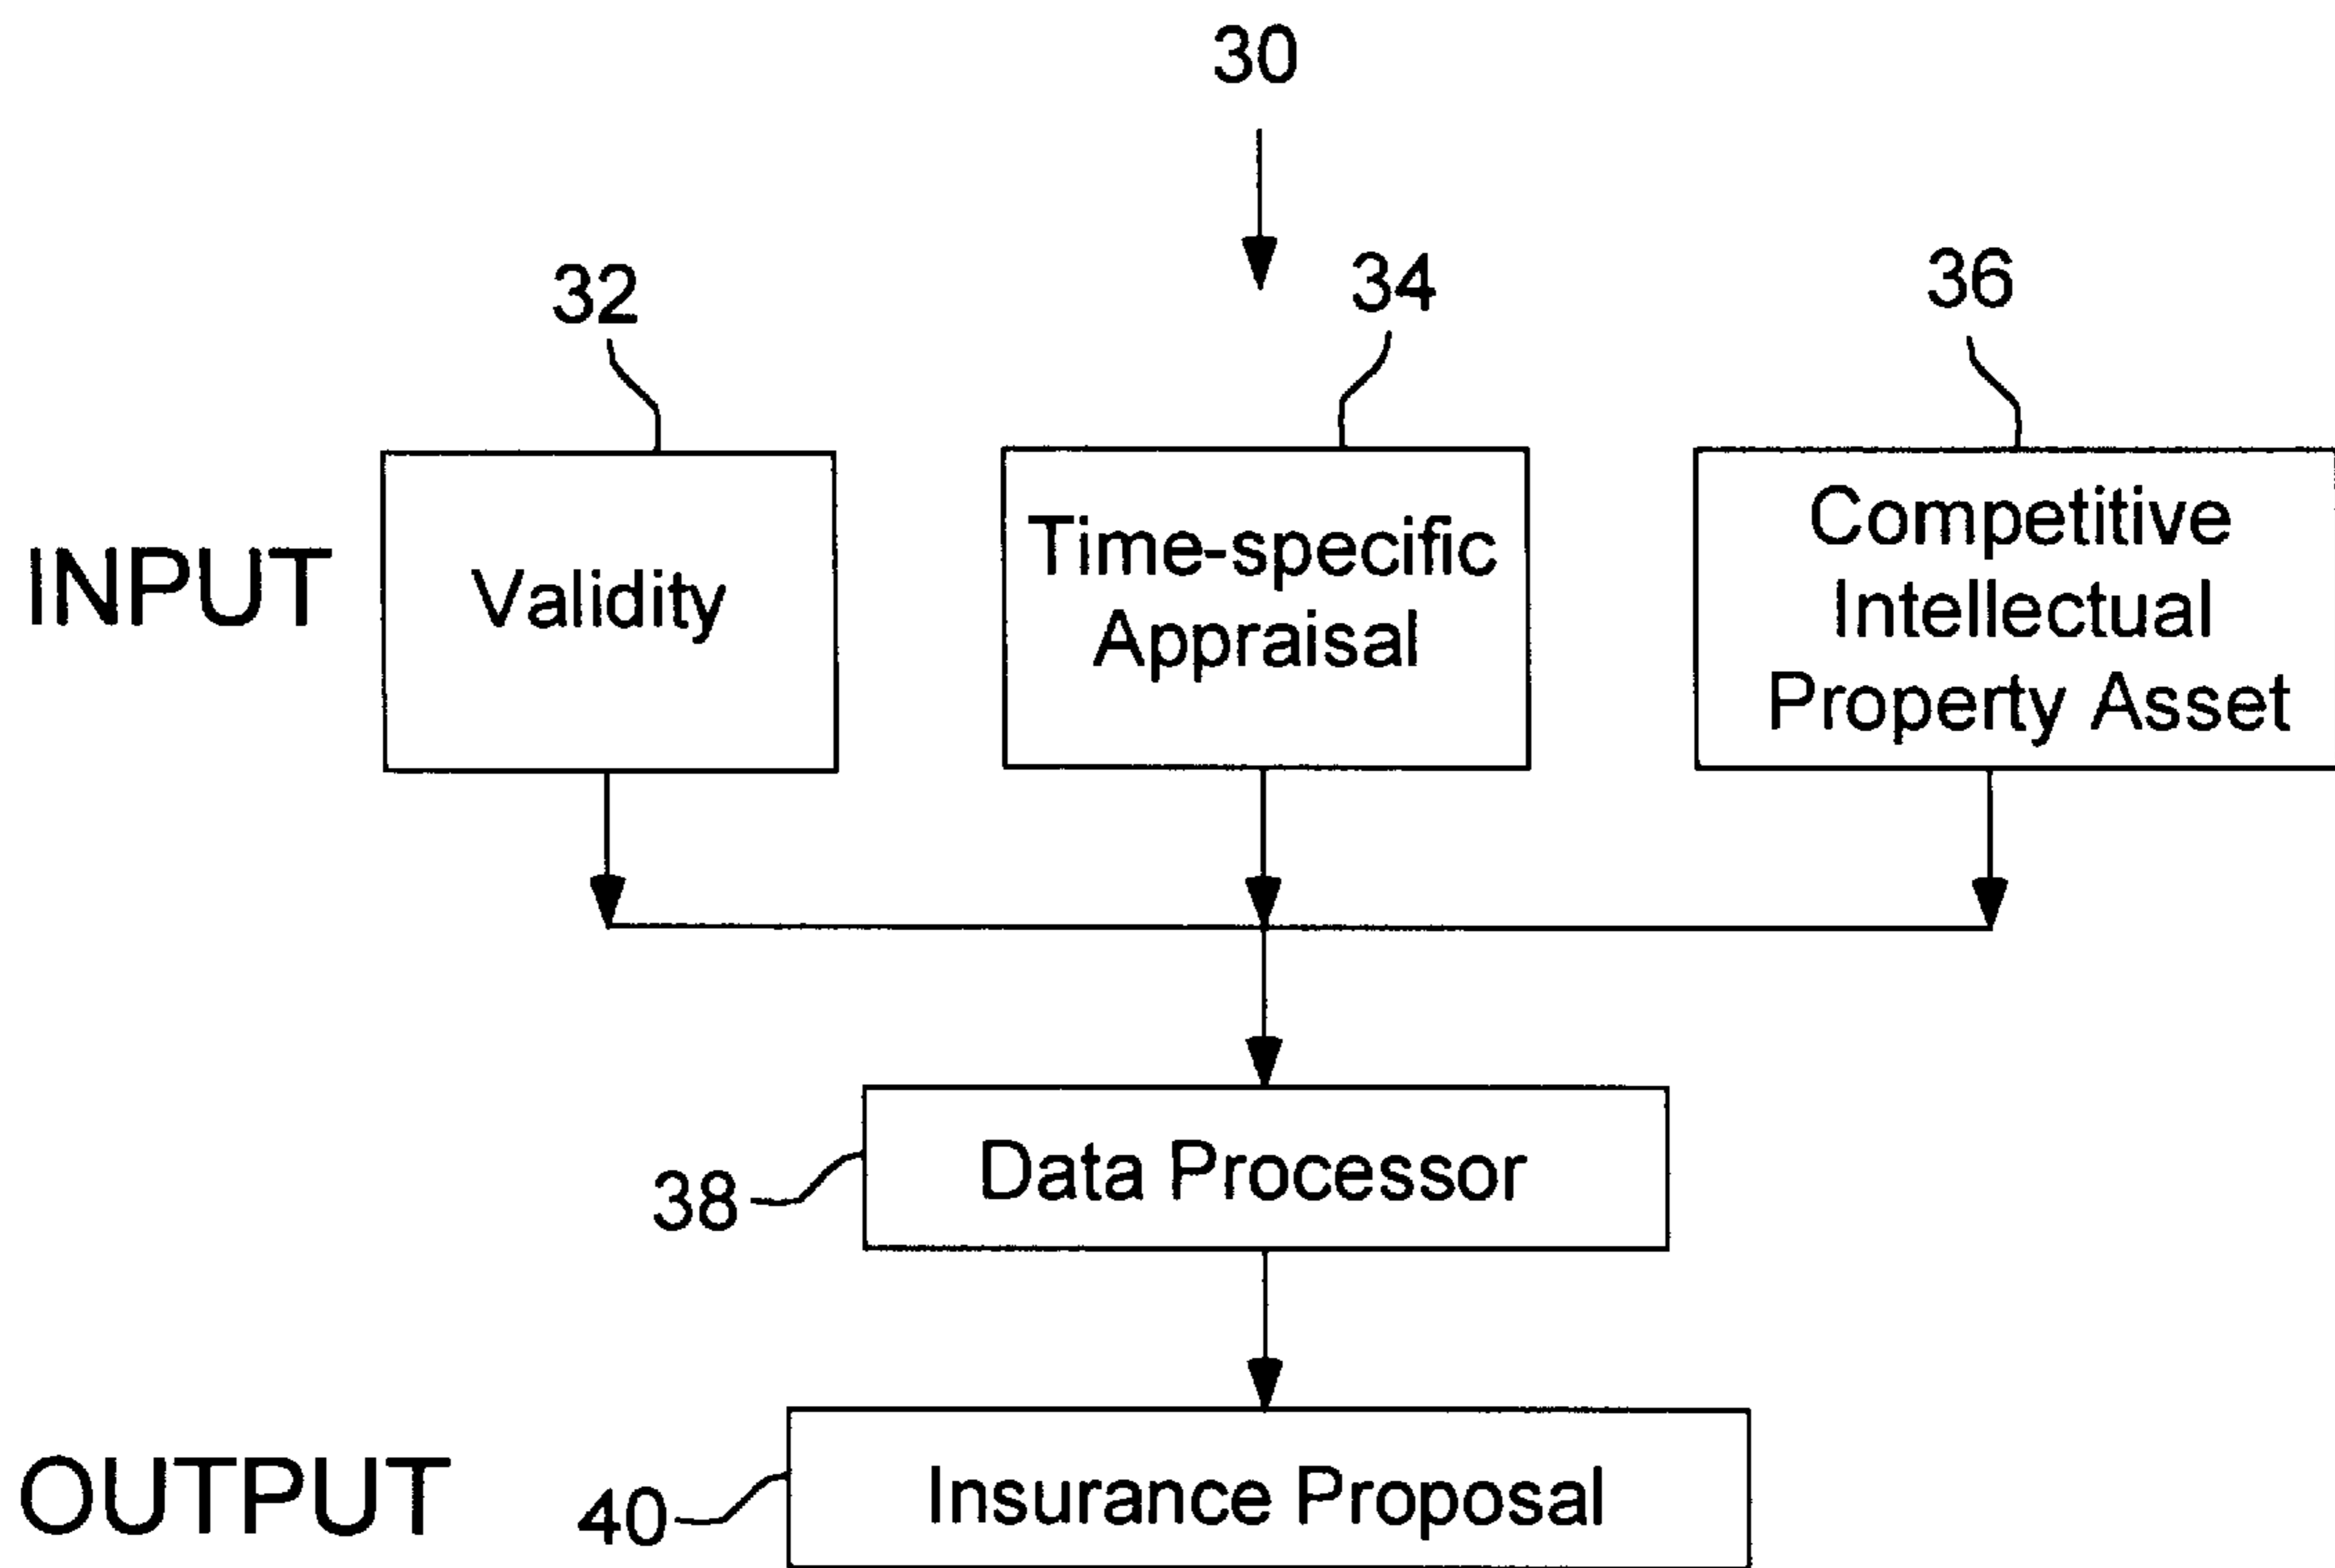 30
32
34
36
INPUT
Validity
Time-specific
Appraisal
Competitive
Intellectual
Property Asset
38
Data Processor
OUTPUT
40
Insurance Proposal